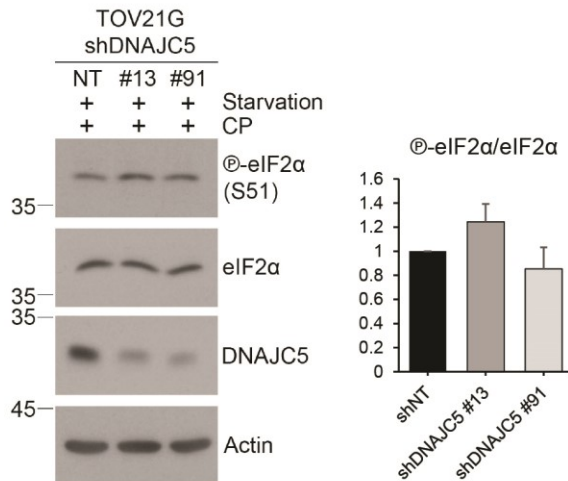 TOV21G
shDNAJC5
NT #13 #91
+ + + Starvation
+ + + CP
℗-eIF2α
(S51)
35
eIF2α
35
35
DNAJC5
45
Actin
℗-eIF2α/eIF2α
1.6
1.4
1.2
1
0.8
0.6
0.4
0.2
0
shNT
shDNAJC5 #13
shDNAJC5 #91